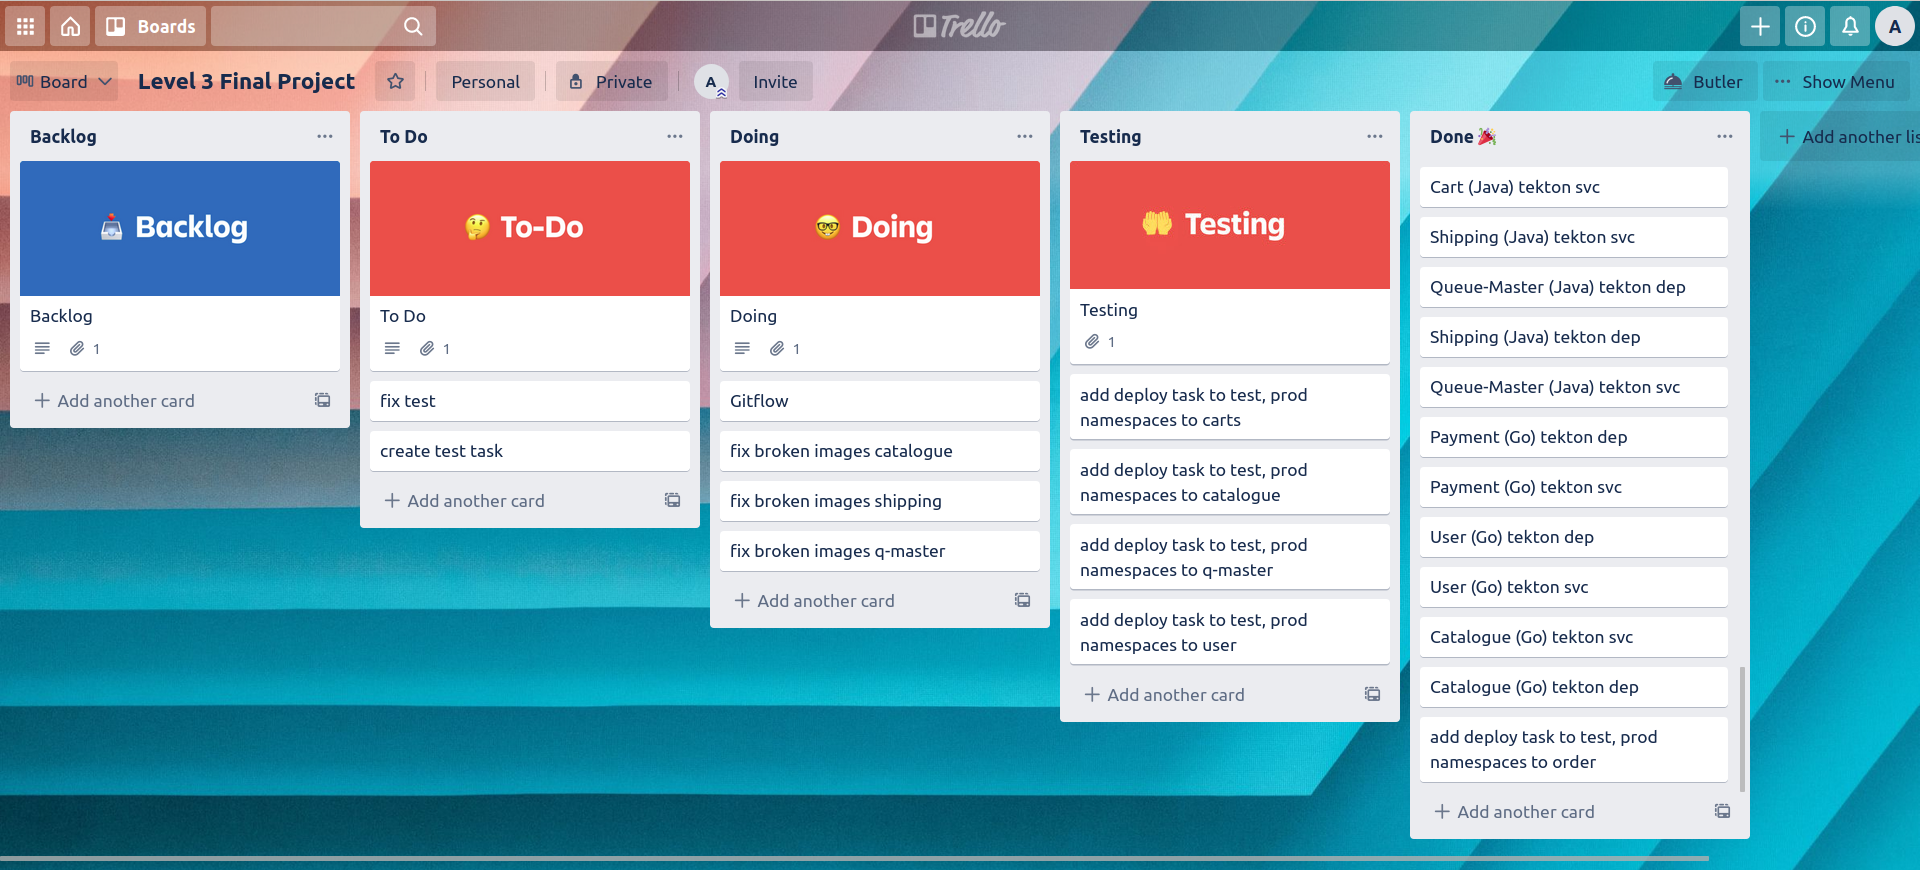 Boards
Trello
A
Board
Level 3 Final Project
Personal
Private
A
Invite
Butler
Show Menu
Backlog
Backlog
Backlog
1
Add another card
To Do
To-Do
To Do
1
fix test
create test task
Add another card
Doing
Doing
Doing
1
Gitflow
fix broken images catalogue
fix broken images shipping
fix broken images q-master
Add another card
Testing
Testing
Testing
1
add deploy task to test, prod
namespaces to carts
add deploy task to test, prod
namespaces to catalogue
add deploy task to test, prod
namespaces to q-master
add deploy task to test, prod
namespaces to user
Add another card
Done 🎉
Cart (Java) tekton svc
Shipping (Java) tekton svc
Queue-Master (Java) tekton dep
Shipping (Java) tekton dep
Queue-Master (Java) tekton svc
Payment (Go) tekton dep
Payment (Go) tekton svc
User (Go) tekton dep
User (Go) tekton svc
Catalogue (Go) tekton svc
Catalogue (Go) tekton dep
add deploy task to test, prod
namespaces to order
Add another card
Add another lis